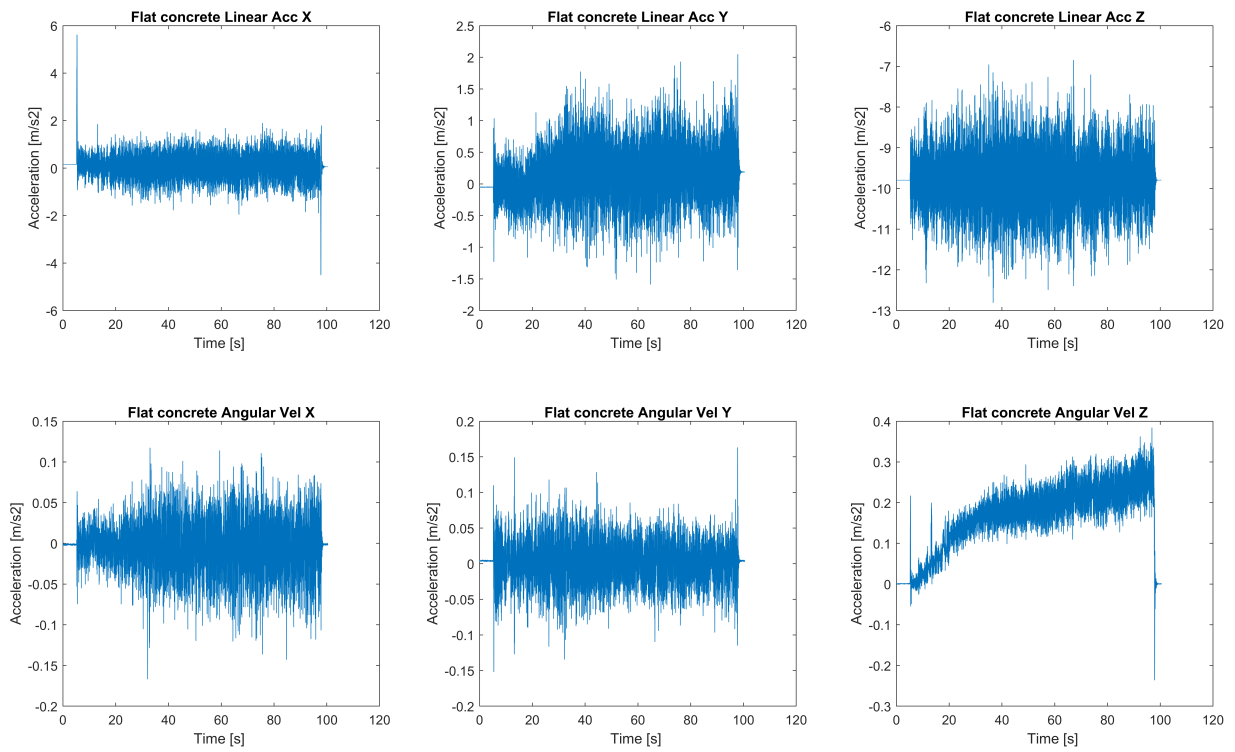 Flat concrete Linear Acc X
6
4
2
0
-2
-4
-6
Acceleration [m/s2]
0 20 40 60 80 100 120
Time [s]
Flat concrete Linear Acc Y
2.5
2
1.5
1
0.5
0
-0.5
-1
-1.5
-2
Acceleration [m/s2]
0 20 40 60 80 100 120
Time [s]
Flat concrete Linear Acc Z
-6
-7
-8
-9
-10
-11
-12
-13
Acceleration [m/s2]
0 20 40 60 80 100 120
Time [s]
Flat concrete Angular Vel X
0.15
0.1
0.05
0
-0.05
-0.1
-0.15
-0.2
Acceleration [m/s2]
0 20 40 60 80 100 120
Time [s]
Flat concrete Angular Vel Y
0.2
0.15
0.1
0.05
0
-0.05
-0.1
-0.15
-0.2
Acceleration [m/s2]
0 20 40 60 80 100 120
Time [s]
Flat concrete Angular Vel Z
0.4
0.3
0.2
0.1
0
-0.1
-0.2
-0.3
Acceleration [m/s2]
0 20 40 60 80 100 120
Time [s]